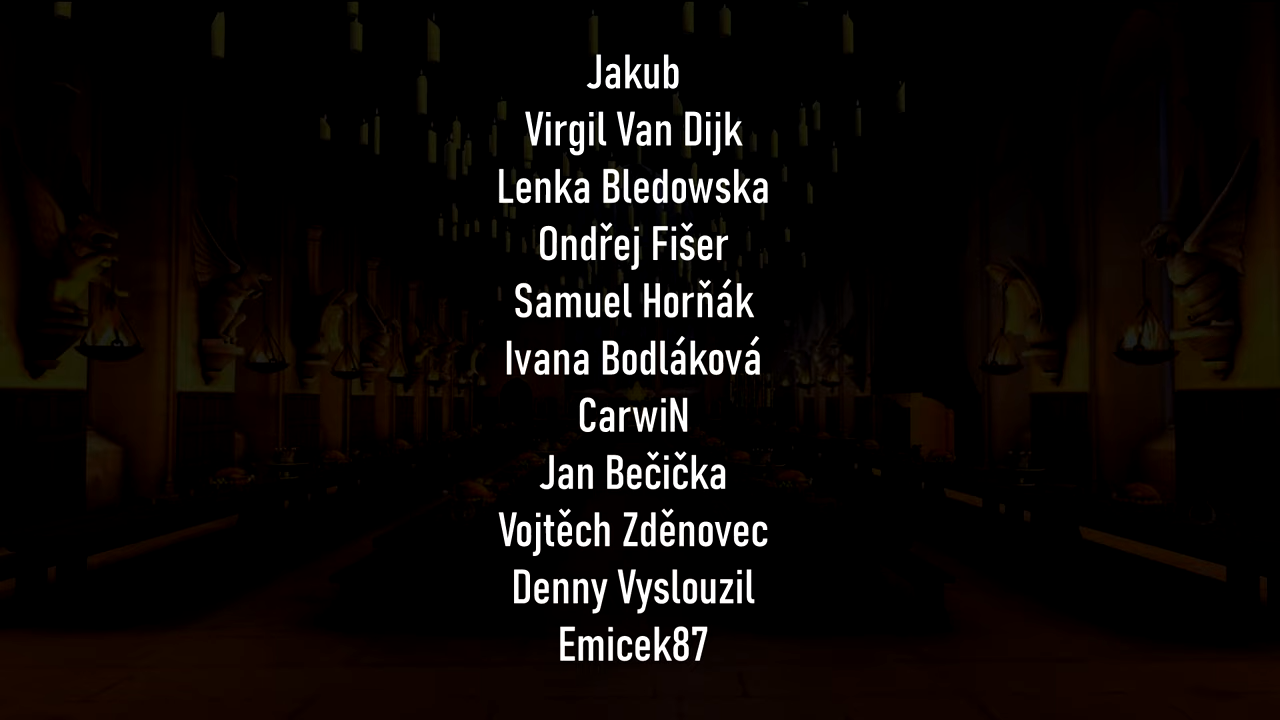 Jakub
Virgil Van Dijk
Lenka Bledowska
Ondřej Fišer
Samuel Horňák
Ivana Bodláková
CarwiN
Jan Bečička
Vojtěch Zděnovec
Denny Vyslouzil
Emicek87